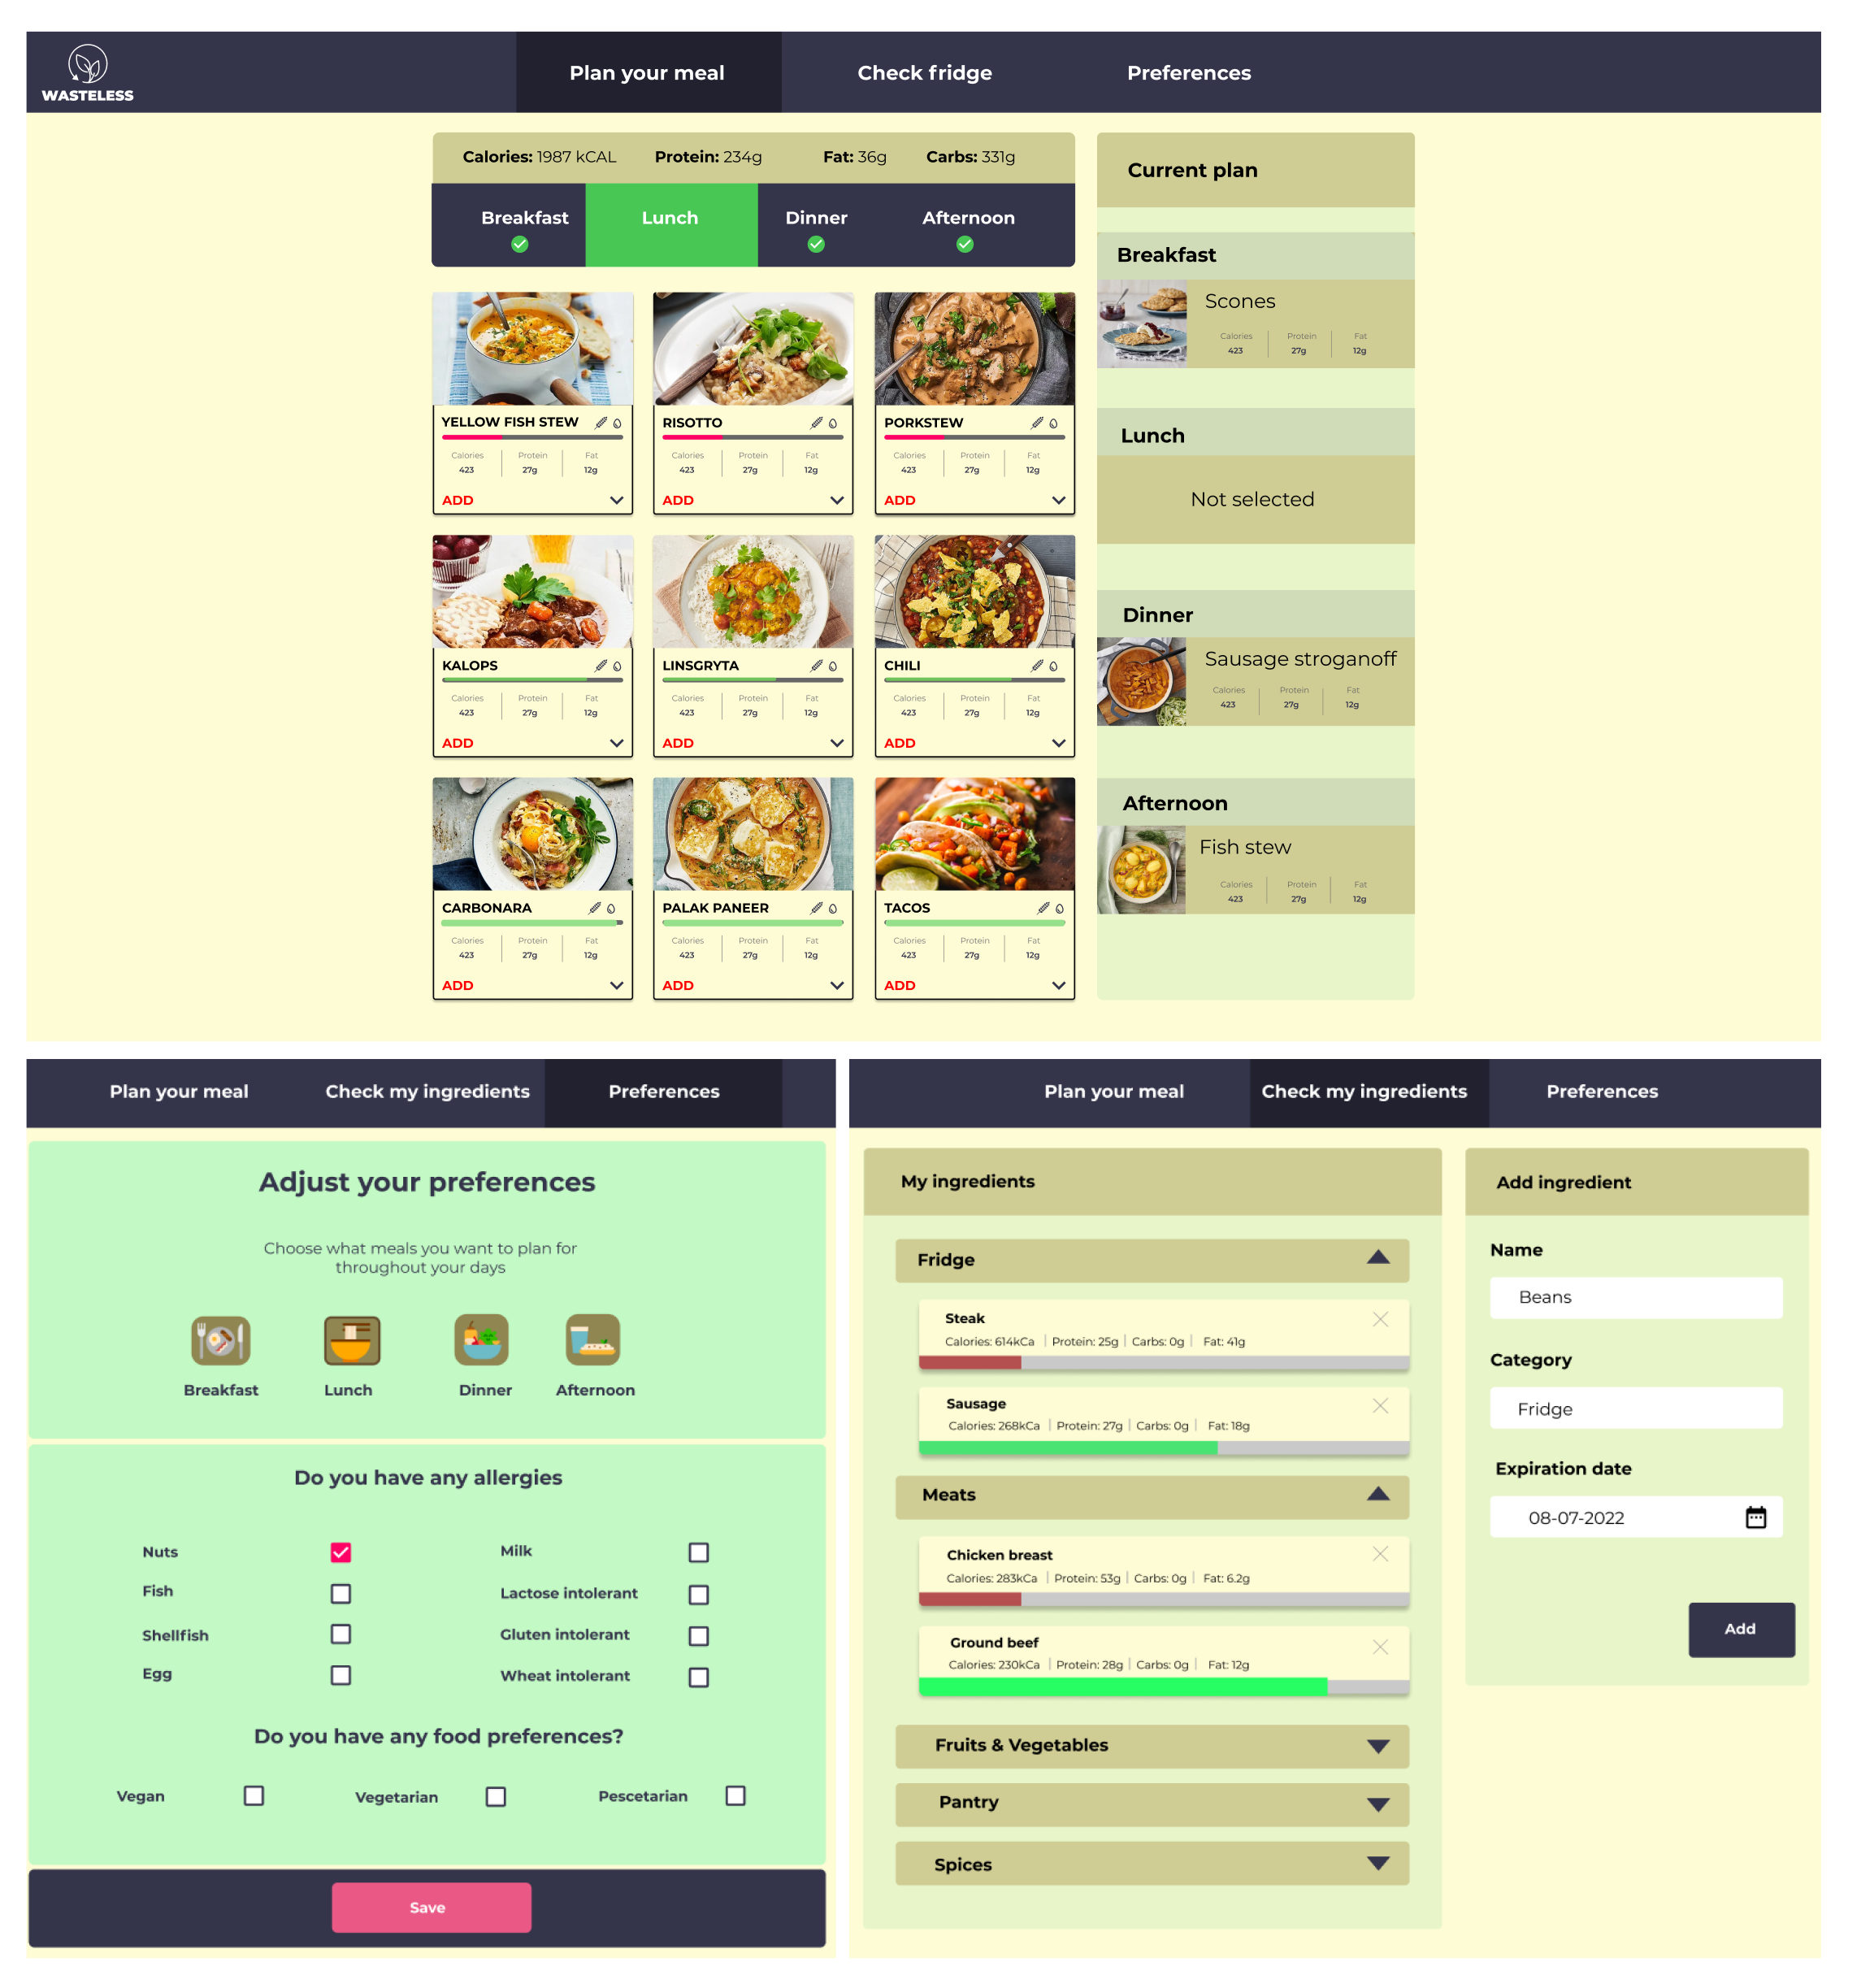 WASTELESS
Plan your meal
Check fridge
Preferences
Calories: 1987 kCAL Protein: 234g Fat: 36g Carbs: 331g
Breakfast Lunch Dinner Afternoon
YELLOW FISH STEW
Calories Protein Fat
423 27g 12g
ADD
RISOTTO
Calories Protein Fat
423 27g 12g
ADD
PORKSTEW
Calories Protein Fat
423 27g 12g
ADD
KALOPS
Calories Protein Fat
423 27g 12g
ADD
LINSGRYTA
Calories Protein Fat
423 27g 12g
ADD
CHILI
Calories Protein Fat
423 27g 12g
ADD
CARBONARA
Calories Protein Fat
423 27g 12g
ADD
PALAK PANEER
Calories Protein Fat
423 27g 12g
ADD
TACOS
Calories Protein Fat
423 27g 12g
ADD
Current plan
Breakfast
Scones
Calories Protein Fat
423 27g 12g
Lunch
Not selected
Dinner
Sausage stroganoff
Calories Protein Fat
423 27g 12g
Afternoon
Fish stew
Calories Protein Fat
423 27g 12g
Plan your meal Check my ingredients Preferences
Adjust your preferences
Choose what meals you want to plan for
throughout your days
Breakfast Lunch Dinner Afternoon
Do you have any allergies
Nuts Milk
Fish Lactose intolerant
Shellfish Gluten intolerant
Egg Wheat intolerant
Do you have any food preferences?
Vegan Vegetarian Pescetarian
Save
Plan your meal Check my ingredients Preferences
My ingredients
Fridge
Steak
Calories: 614kCa | Protein: 25g | Carbs: 0g | Fat: 41g
Sausage
Calories: 268kCa | Protein: 27g | Carbs: 0g | Fat: 18g
Meats
Chicken breast
Calories: 283kCa | Protein: 53g | Carbs: 0g | Fat: 6.2g
Ground beef
Calories: 230kCa | Protein: 28g | Carbs: 0g | Fat: 12g
Fruits & Vegetables
Pantry
Spices
Add ingredient
Name
Beans
Category
Fridge
Expiration date
08-07-2022
Add